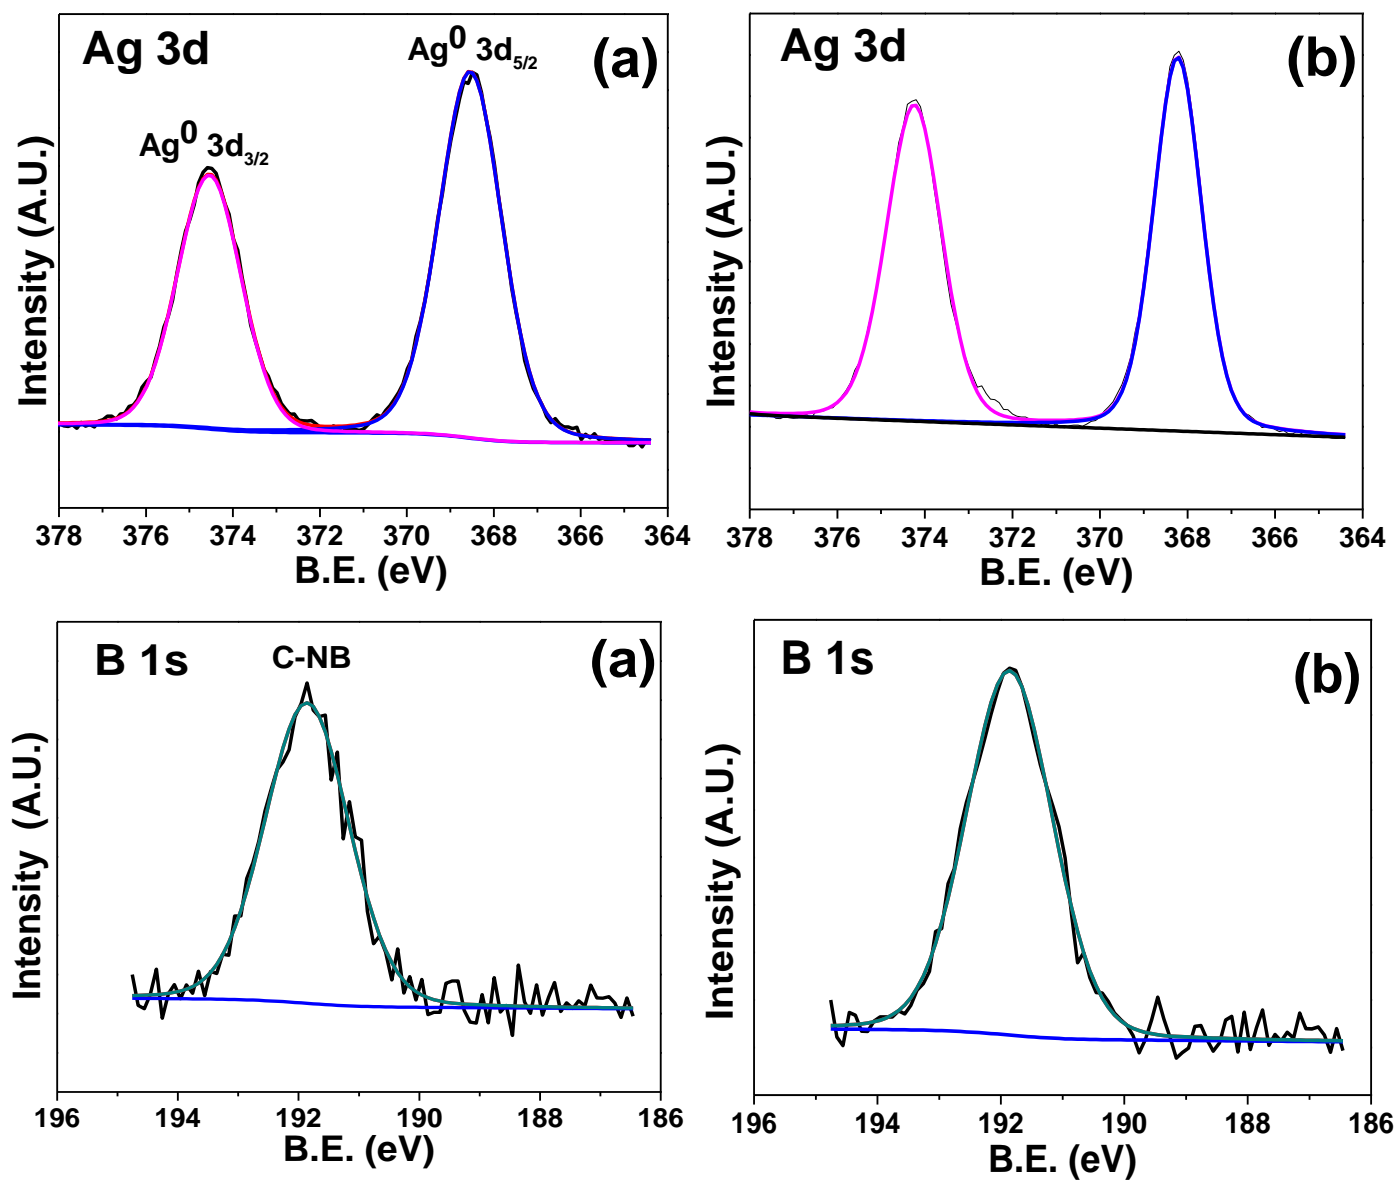 Ag 3d
Ag⁰ 3d₅/₂
(a)
Ag⁰ 3d₃/₂
Intensity (A.U.)
378 376 374 372 370 368 366 364
B.E. (eV)
Ag 3d
(b)
Intensity (A.U.)
378 376 374 372 370 368 366 364
B.E. (eV)
B 1s
C-NB
(a)
Intensity (A.U.)
196 194 192 190 188 186
B.E. (eV)
B 1s
(b)
Intensity (A.U.)
196 194 192 190 188 186
B.E. (eV)